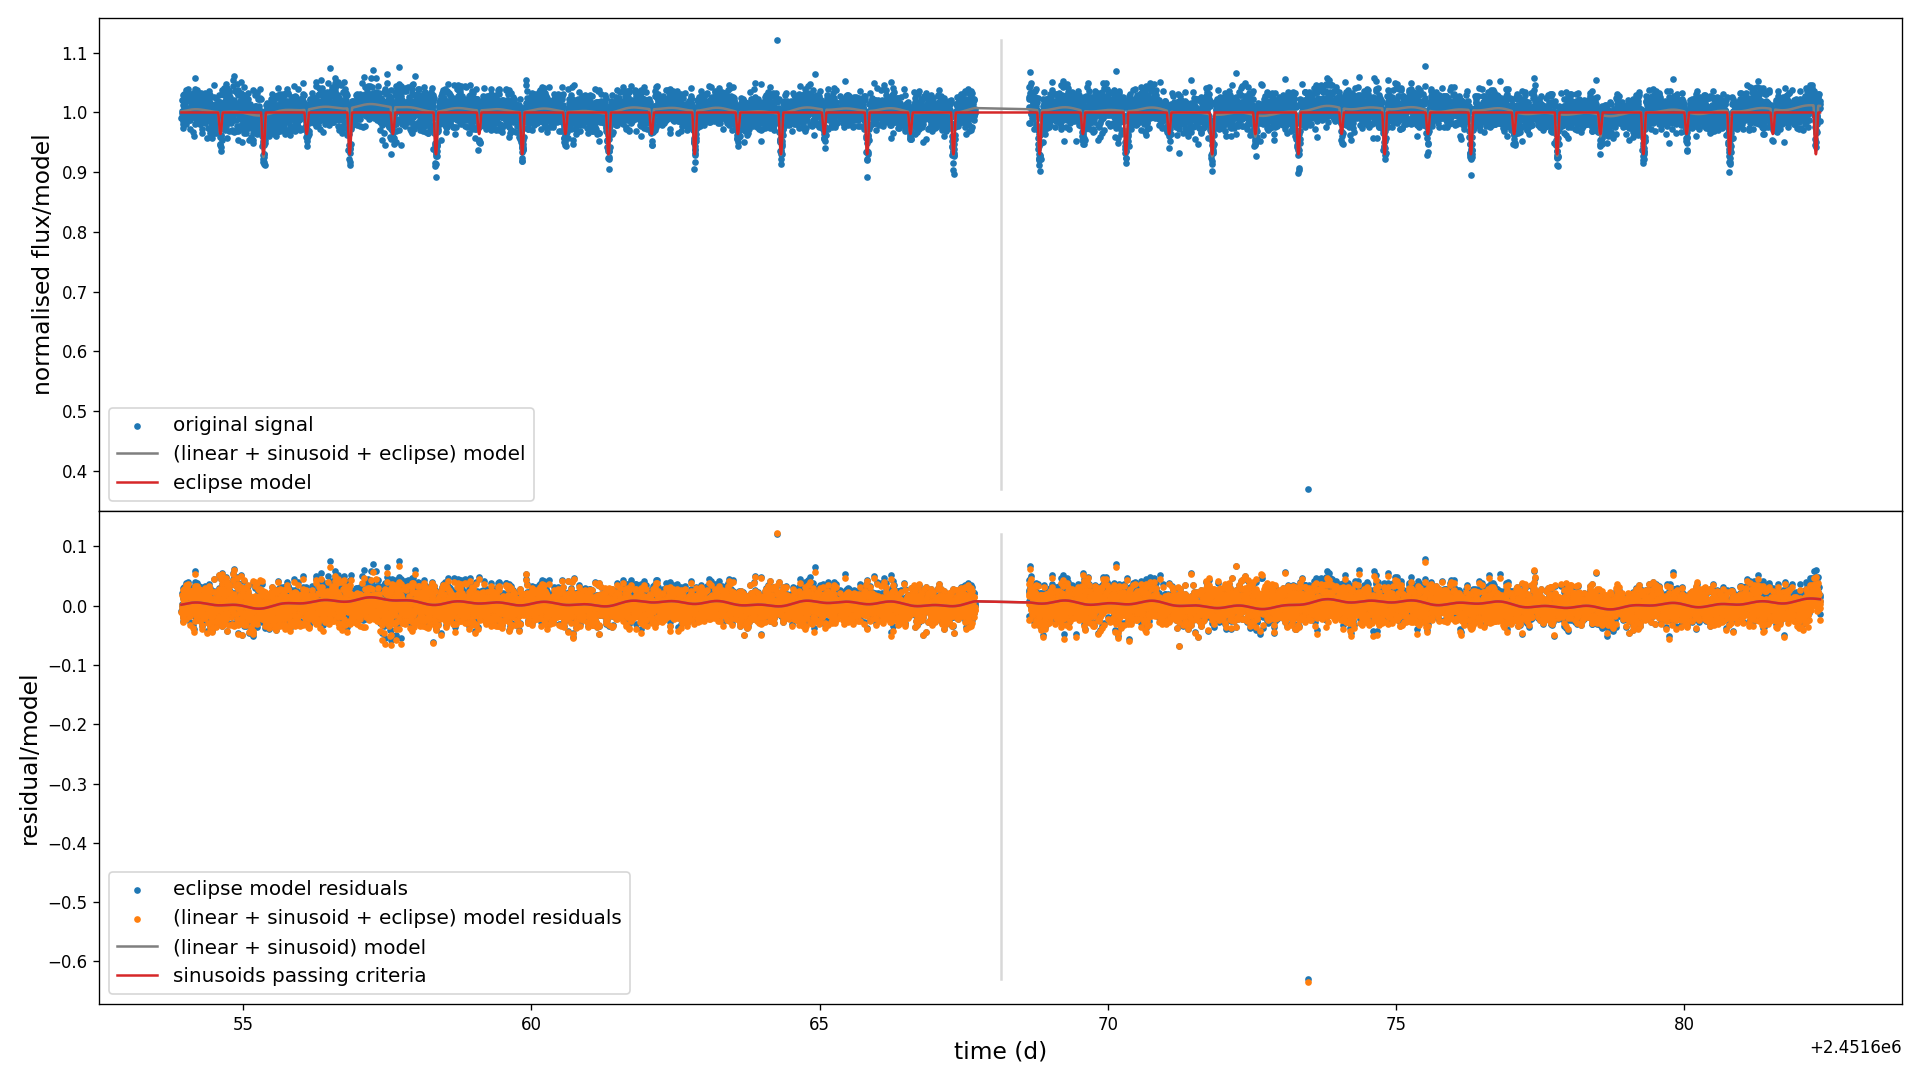 1.1
1.0
0.9
0.8
0.7
0.6
0.5
0.4
normalised flux/model
original signal
(linear + sinusoid + eclipse) model
eclipse model
0.1
0.0
−0.1
−0.2
−0.3
−0.4
−0.5
−0.6
residual/model
eclipse model residuals
(linear + sinusoid + eclipse) model residuals
(linear + sinusoid) model
sinusoids passing criteria
55 60 65 70 75 80
time (d)
+2.4516e6